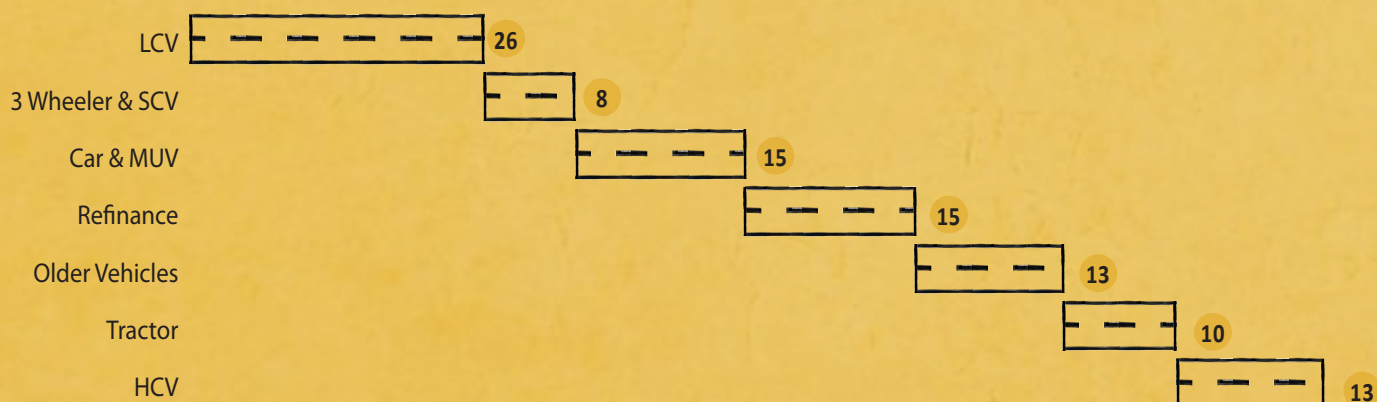 LCV 26
3 Wheeler & SCV 8
Car & MUV 15
Refinance 15
Older Vehicles 13
Tractor 10
HCV 13